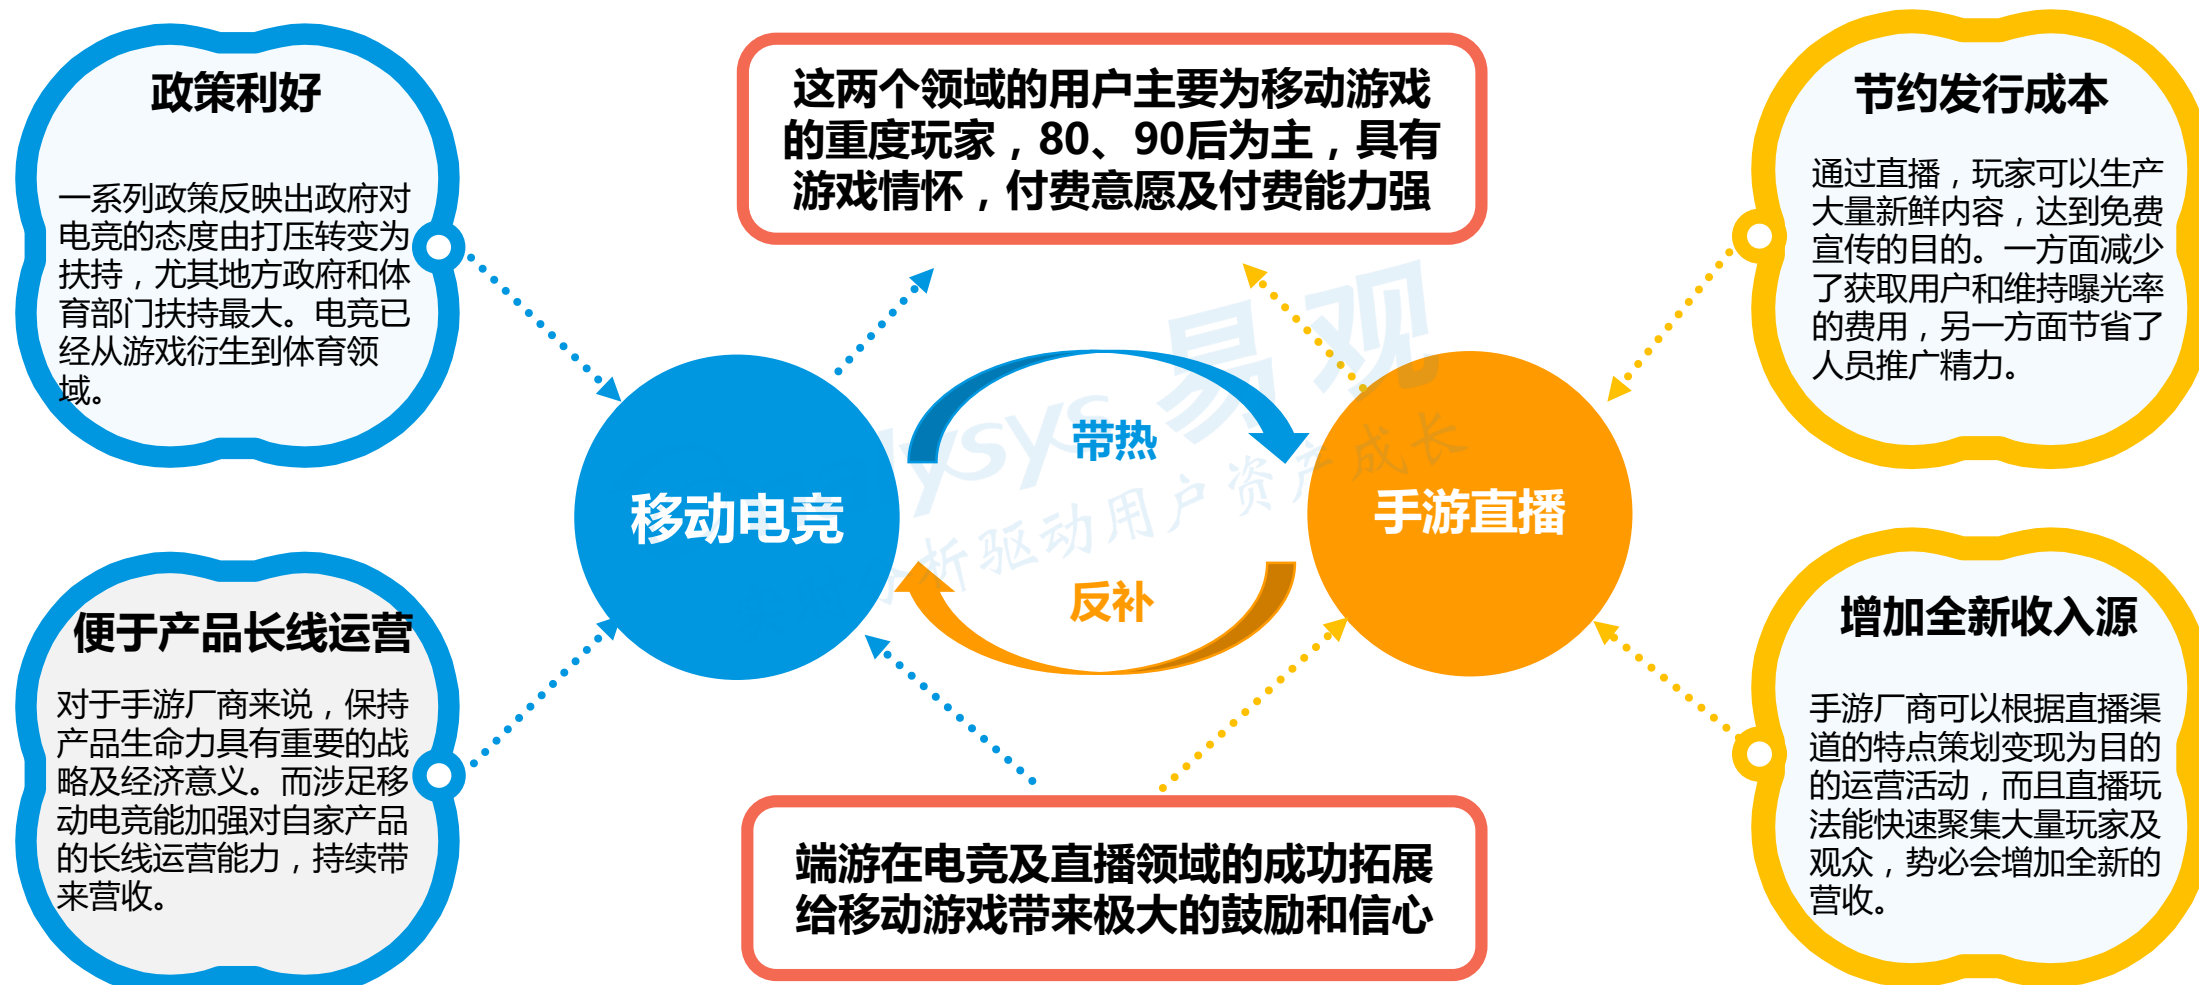 政策利好
一系列政策反映出政府对
电竞的态度由打压转变为
扶持，尤其地方政府和体
育部门扶持最大。电竞已
经从游戏衍生到体育领
域。
便于产品长线运营
对于手游厂商来说，保持
产品生命力具有重要的战
略及经济意义。而涉足移
动电竞能加强对自家产品
的长线运营能力，持续带
来营收。
这两个领域的用户主要为移动游戏
的重度玩家，80、90后为主，具有
游戏情怀，付费意愿及付费能力强
移动电竞
带热
反补
手游直播
易观
分析驱动用户资产成长
端游在电竞及直播领域的成功拓展
给移动游戏带来极大的鼓励和信心
节约发行成本
通过直播，玩家可以生产
大量新鲜内容，达到免费
宣传的目的。一方面减少
了获取用户和维持曝光率
的费用，另一方面节省了
人员推广精力。
增加全新收入源
手游厂商可以根据直播渠
道的特点策划变现为目的
的运营活动，而且直播玩
法能快速聚集大量玩家及
观众，势必会增加全新的
营收。